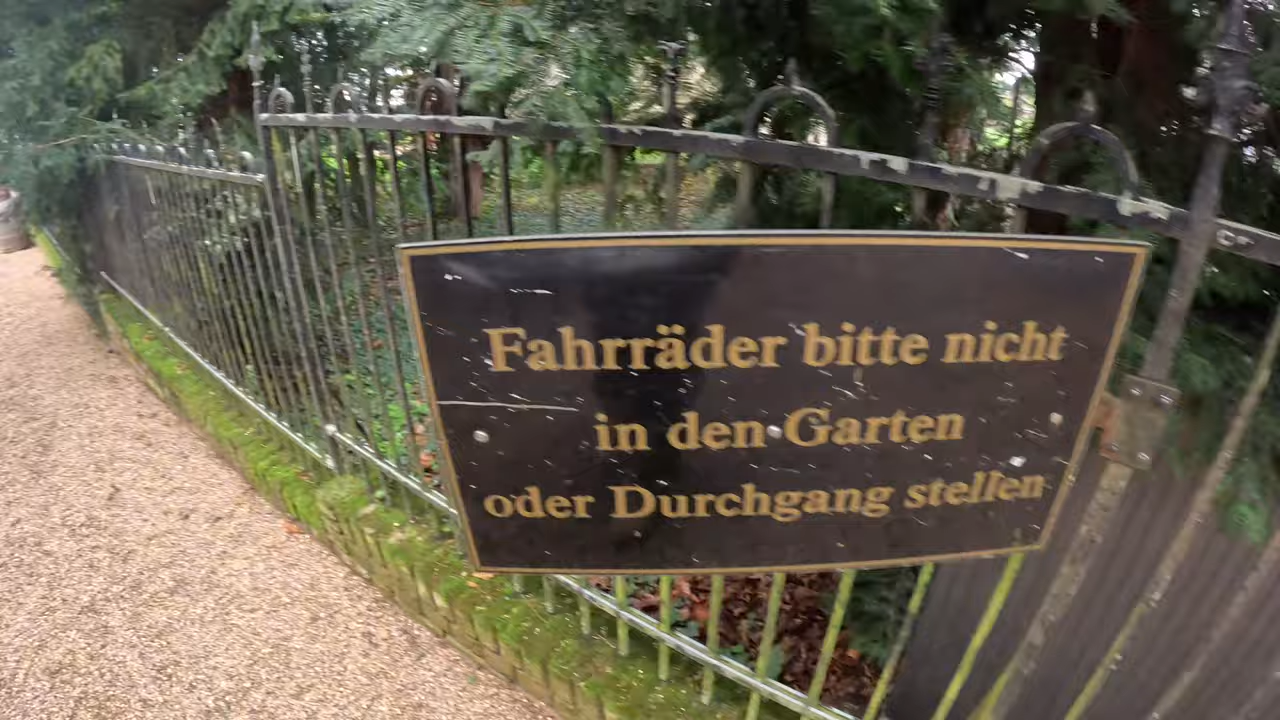 Fahrräder bitte nicht
in den Garten
oder Durchgang stellen